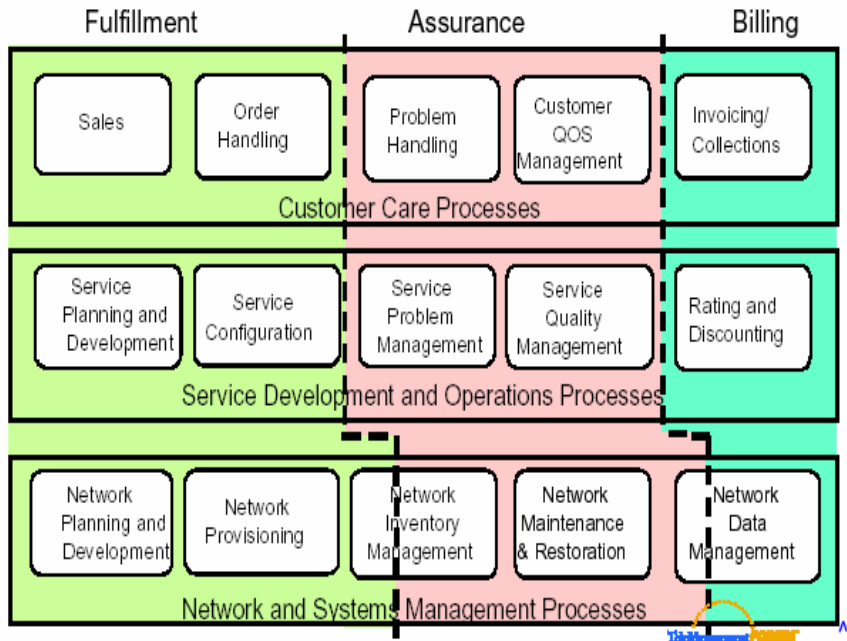 Fulfillment
Assurance
Billing
Sales
Order
Handling
Problem
Handling
Customer
QOS
Management
Invoicing/
Collections
Customer Care Processes
Service
Planning and
Development
Service
Configuration
Service
Problem
Management
Service
Quality
Management
Rating and
Discounting
Service Development and Operations Processes
Network
Planning and
Development
Network
Provisioning
Network
Inventory
Management
Network
Maintenance
& Restoration
Network
Data
Management
Network and Systems Management Processes